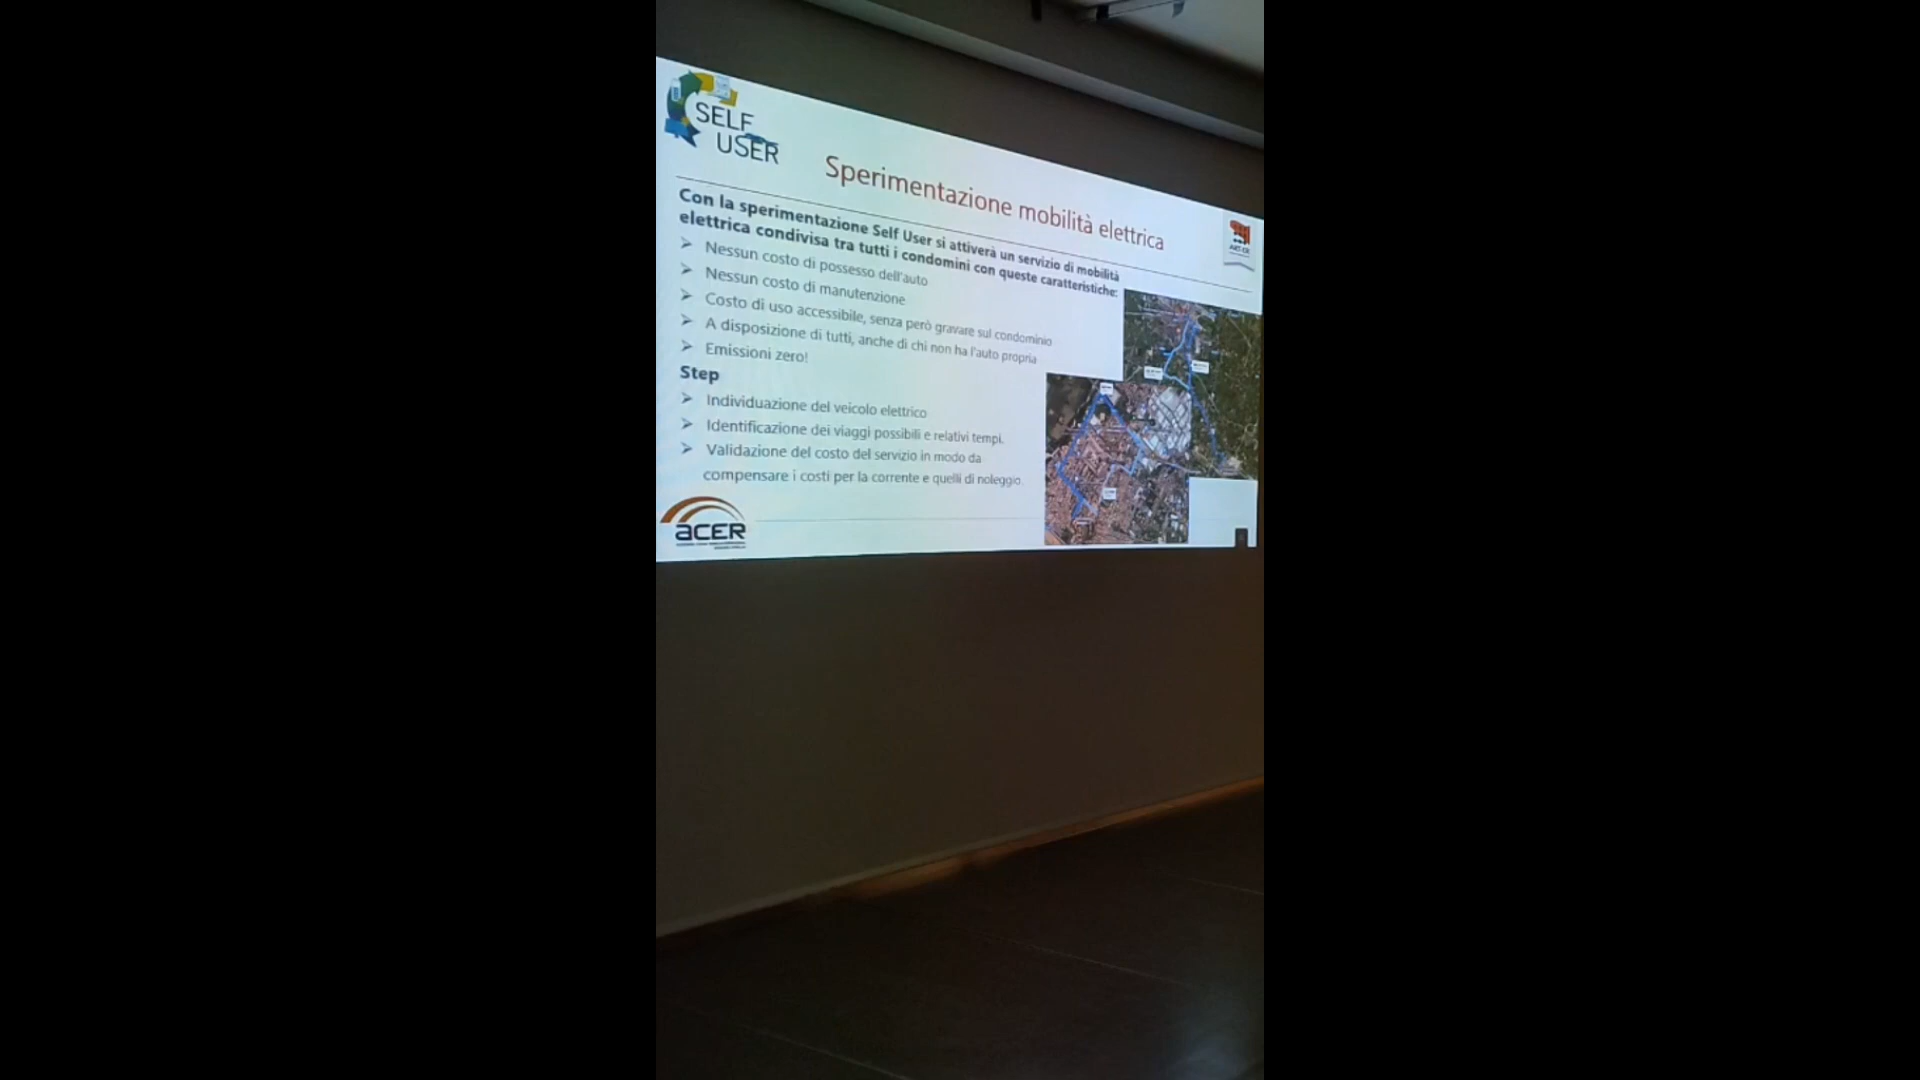 SELF
USER
Sperimentazione mobilità elettrica
Con la sperimentazione Self User si attiverà un servizio di mobilità
elettrica condivisa tra tutti i condomini con queste caratteristiche:
➢ Nessun costo di possesso dell'auto
➢ Nessun costo di manutenzione
➢ Costo di uso accessibile, senza però gravare sul condominio
➢ A disposizione di tutti, anche di chi non ha l'auto propria
➢ Emissioni zero!
Step
➢ Individuazione del veicolo elettrico
➢ Identificazione dei viaggi possibili e relativi tempi.
➢ Validazione del costo del servizio in modo da
compensare i costi per la corrente e quelli di noleggio.
ART-ER
acer